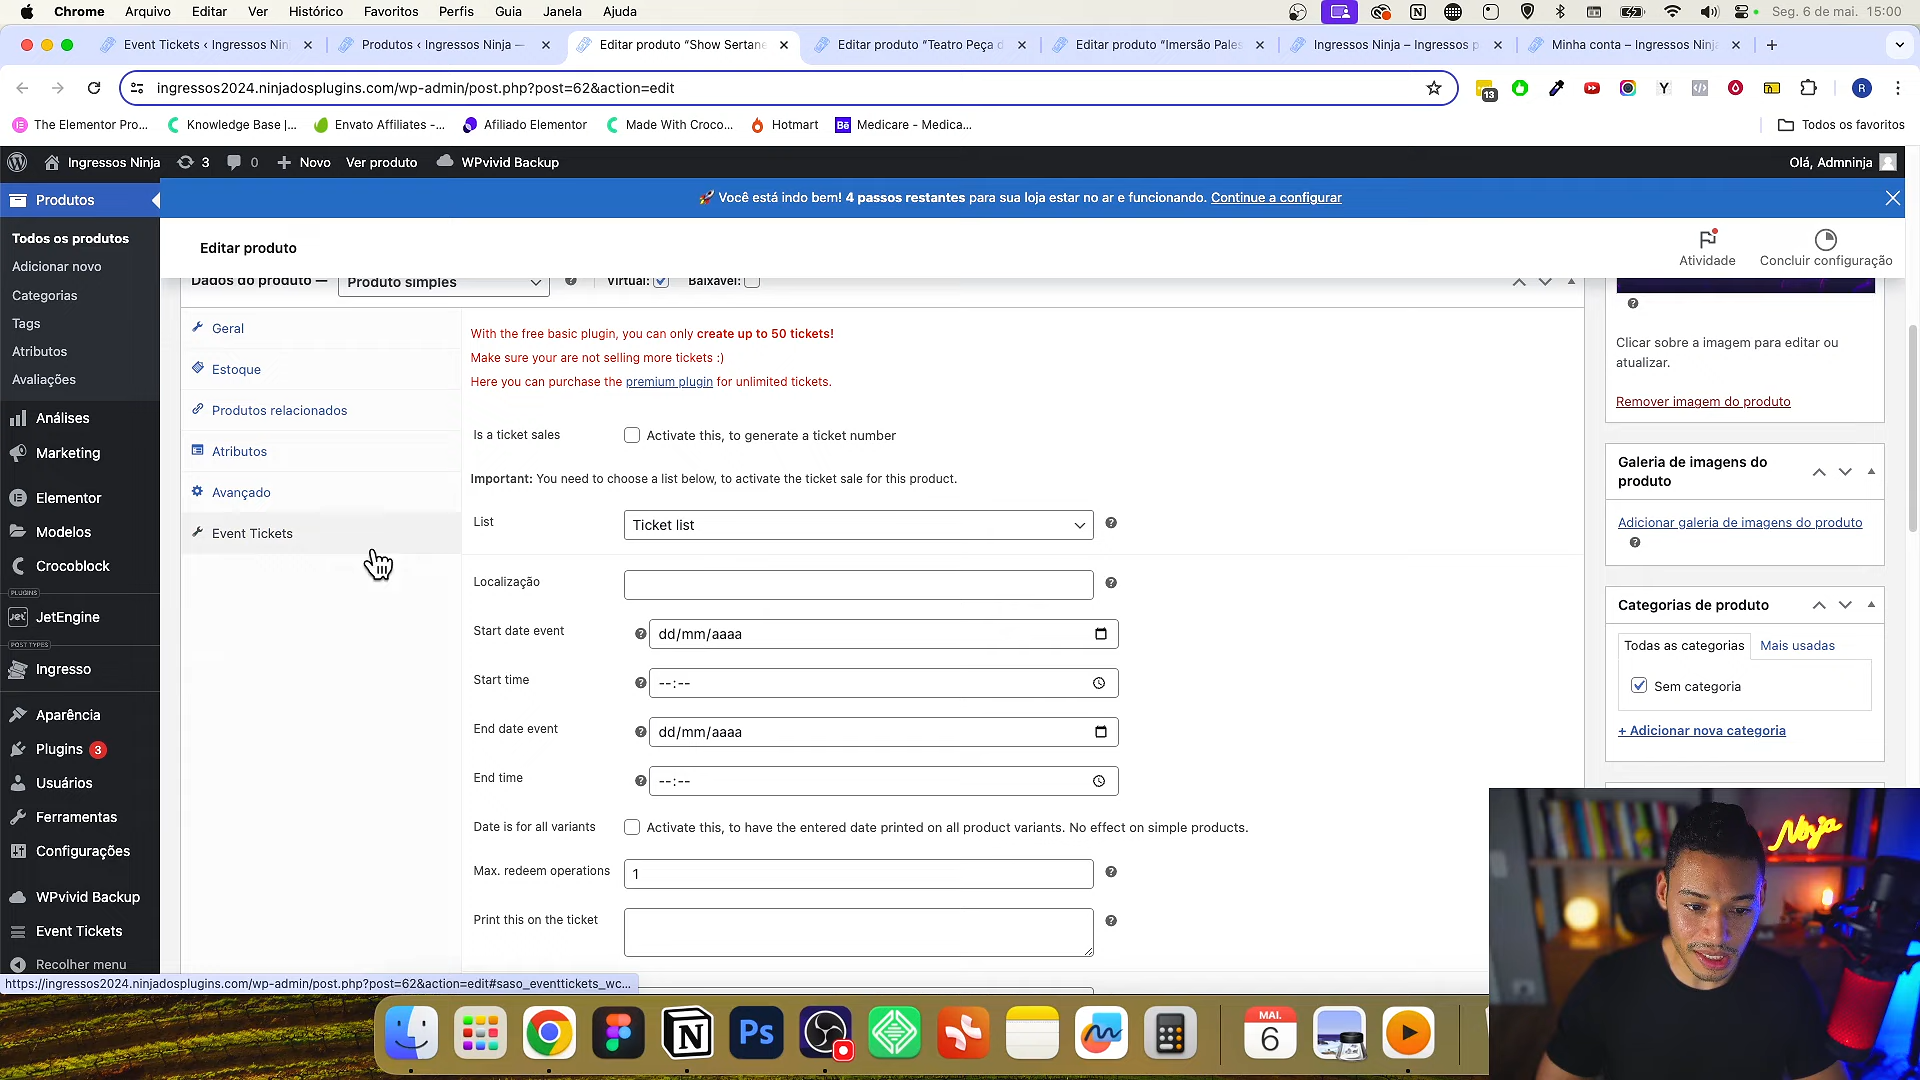 Chrome Arquivo Editar Ver Histórico Favoritos Perfis Guia Janela Ajuda Seg. 6 de mai. 15:00
Event Tickets ‹ Ingressos Nin
Produtos ‹ Ingressos Ninja —
Editar produto “Show Sertane
Editar produto “Teatro Peça d
Editar produto “Imersão Pales
Ingressos Ninja – Ingressos p
Minha conta – Ingressos Ninj
ingressos2024.ninjadosplugins.com/wp-admin/post.php?post=62&action=edit
13
R
The Elementor Pro... Knowledge Base |... Envato Affiliates -... Afiliado Elementor Made With Croco... Hotmart Bē Medicare - Medica... Todos os favoritos
Ingressos Ninja 3 0 Novo Ver produto WPvivid Backup Olá, Admninja
🚀 Você está indo bem! 4 passos restantes para sua loja estar no ar e funcionando. Continue a configurar
Editar produto
Atividade
Concluir configuração
Produtos
Todos os produtos
Adicionar novo
Categorias
Tags
Atributos
Avaliações
Análises
Marketing
Elementor
Modelos
Crocoblock
PLUGINS
JetEngine
POST TYPES
Ingresso
Aparência
Plugins 3
Usuários
Ferramentas
Configurações
WPvivid Backup
Event Tickets
Recolher menu
Dados do produto — Produto simples Virtual: Baixável:
Geral
Estoque
Produtos relacionados
Atributos
Avançado
Event Tickets
With the free basic plugin, you can only create up to 50 tickets!
Make sure your are not selling more tickets :)
Here you can purchase the premium plugin for unlimited tickets.
Is a ticket sales Activate this, to generate a ticket number
Important: You need to choose a list below, to activate the ticket sale for this product.
List Ticket list
Localização
Start date event dd/mm/aaaa
Start time --:--
End date event dd/mm/aaaa
End time --:--
Date is for all variants Activate this, to have the entered date printed on all product variants. No effect on simple products.
Max. redeem operations 1
Print this on the ticket
Clicar sobre a imagem para editar ou
atualizar.
Remover imagem do produto
Galeria de imagens do
produto
Adicionar galeria de imagens do produto
Categorias de produto
Todas as categorias Mais usadas
Sem categoria
+ Adicionar nova categoria
Ninja
https://ingressos2024.ninjadosplugins.com/wp-admin/post.php?post=62&action=edit#saso_eventtickets_wc...
Ps
MAI.
6